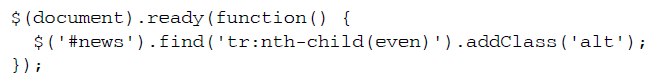 $(document).ready(function() {
  $('#news').find('tr:nth-child(even)').addClass('alt');
});